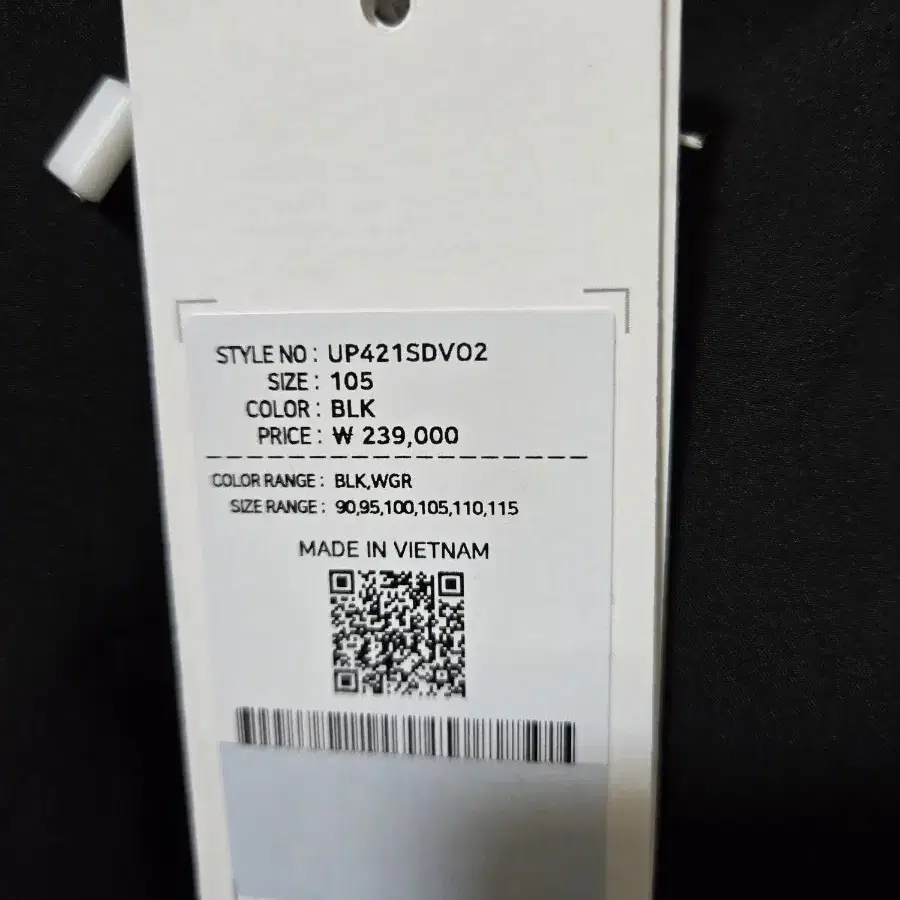 STYLE NO : UP421SDV02
SIZE : 105
COLOR : BLK
PRICE : ₩ 239,000
COLOR RANGE : BLK,WGR
SIZE RANGE : 90,95,100,105,110,115
MADE IN VIETNAM